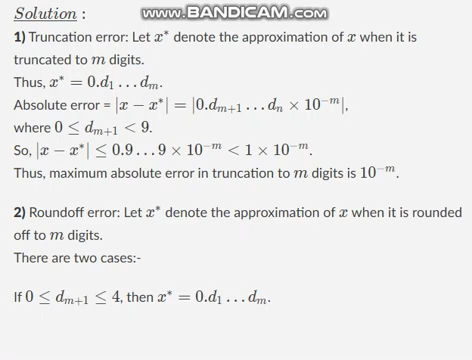 www.BANDICAM.com
Solution :
1) Truncation error: Let x* denote the approximation of x when it is
truncated to m digits.
Thus, x* = 0.d₁ … dₘ.
Absolute error = |x − x*| = |0.dₘ₊₁ … dₙ × 10⁻ᵐ|,
where 0 ≤ dₘ₊₁ < 9.
So, |x − x*| ≤ 0.9 … 9 × 10⁻ᵐ < 1 × 10⁻ᵐ.
Thus, maximum absolute error in truncation to m digits is 10⁻ᵐ.
2) Roundoff error: Let x* denote the approximation of x when it is rounded
off to m digits.
There are two cases:-
If 0 ≤ dₘ₊₁ ≤ 4, then x* = 0.d₁ … dₘ.